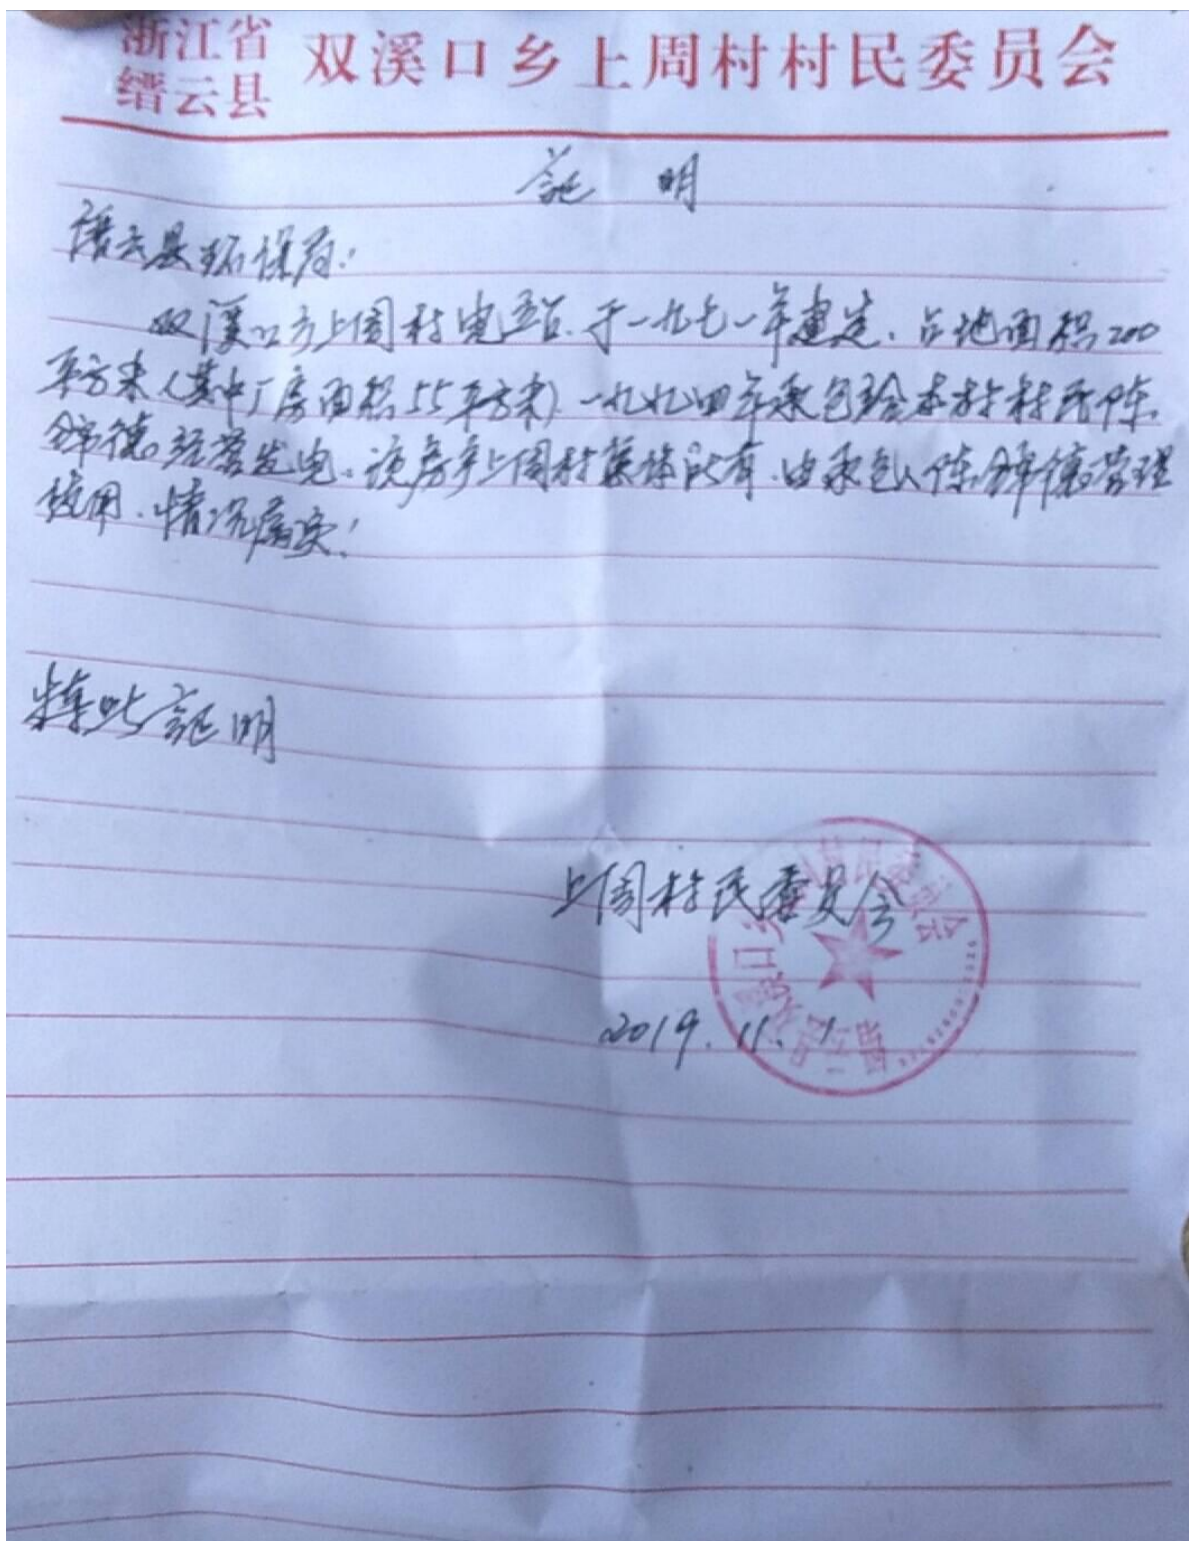 浙江省
缙云县
双溪口乡上周村村民委员会
証 明
缙云县环保局:
双溪口乡上周村电站、于一九七一年建造、占地面积200
平方米(其中厂房面积55平方米)一九九四年承包给本村村民陈
锦德经营发电。该房产上周村集体所有、由承包人陈锦德管理
使用、情况属实!
特此証明
上周村民委员会
2019.11.1